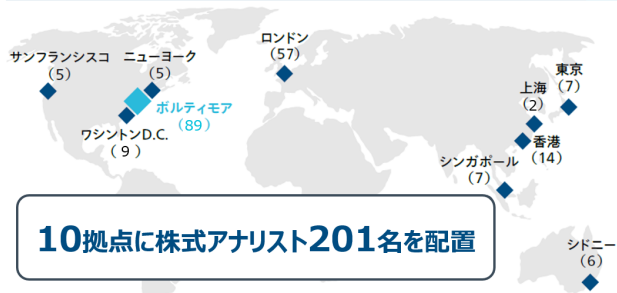 サンフランシスコ
(5)
ニューヨーク
(5)
ボルティモア
(89)
ワシントンD.C.
(9)
ロンドン
(57)
東京
(7)
上海
(2)
香港
(14)
シンガポール
(7)
シドニー
(6)
10拠点に株式アナリスト201名を配置